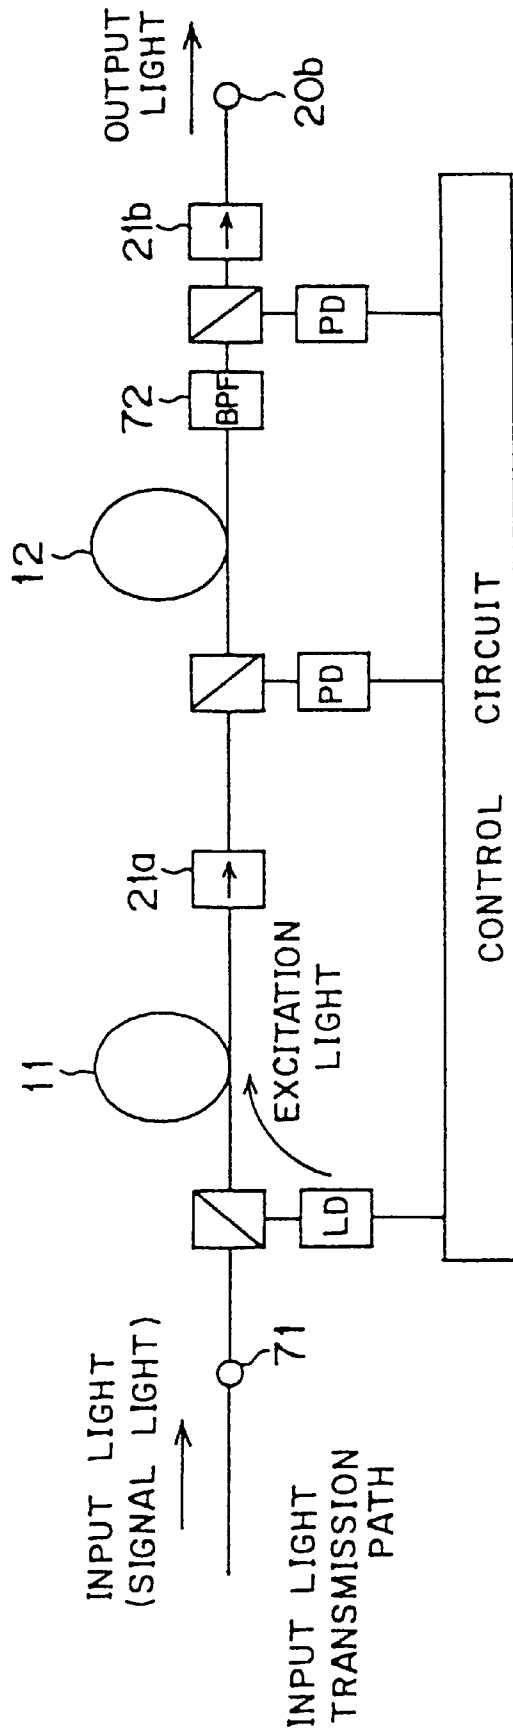 INPUT LIGHT
(SIGNAL LIGHT)
INPUT LIGHT
TRANSMISSION
PATH
71
11
LD
EXCITATION
LIGHT
21a
12
PD
72
BPF
PD
21b
OUTPUT
LIGHT
20b
CONTROL CIRCUIT